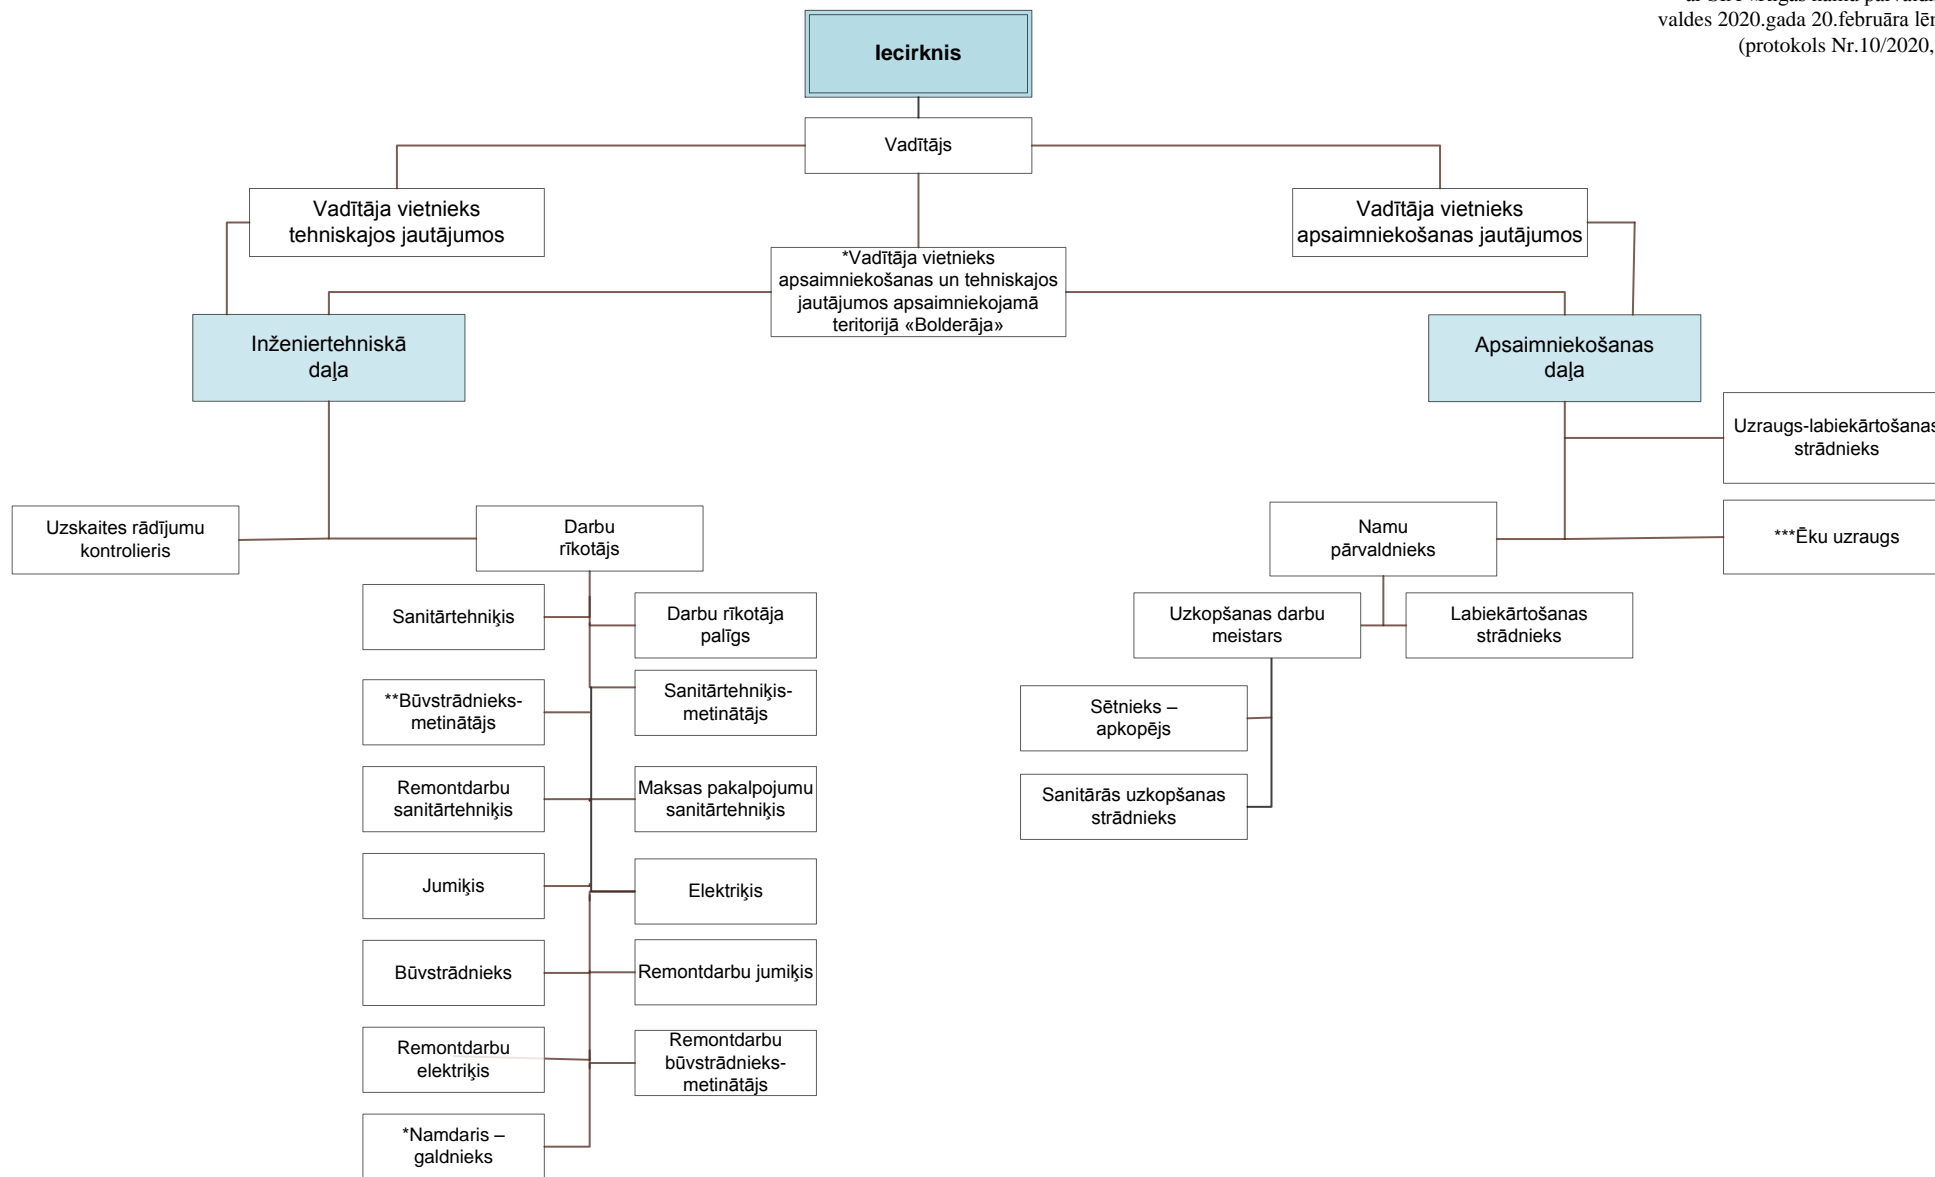 valdes 2020.gada 20.februāra
(protokols Nr.10/2020,
Iecirknis
Vadītājs
Vadītāja vietnieks
tehniskajos jautājumos
*Vadītāja vietnieks
apsaimniekošanas un tehniskajos
jautājumos apsaimniekojamā
teritorijā «Bolderāja»
Vadītāja vietnieks
apsaimniekošanas jautājumos
Inženiertehniskā
daļa
Apsaimniekošanas
daļa
Uzraugs-labiekārtošanas
strādnieks
Uzskaites rādījumu
kontrolieris
Darbu
rīkotājs
Namu
pārvaldnieks
***Ēku uzraugs
Sanitārtehniķis
Darbu rīkotāja
palīgs
Uzkopšanas darbu
meistars
Labiekārtošanas
strādnieks
**Būvstrādnieks-
metinātājs
Sanitārtehniķis-
metinātājs
Sētnieks –
apkopējs
Remontdarbu
sanitārtehniķis
Maksas pakalpojumu
sanitārtehniķis
Sanitārās uzkopšanas
strādnieks
Jumiķis
Elektriķis
Būvstrādnieks
Remontdarbu jumiķis
Remontdarbu
elektriķis
Remontdarbu
būvstrādnieks-
metinātājs
*Namdaris –
galdnieks